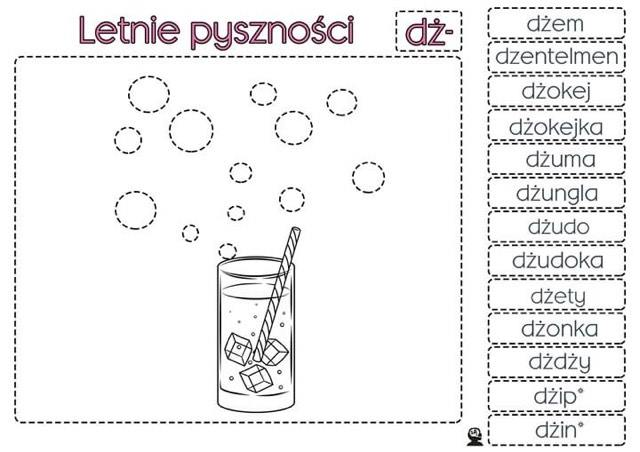 Letnie pyszności
dż-
dżem
dzentelmen
dżokej
dżokejka
dżuma
dżungla
dżudo
dżudoka
dżety
dżonka
dżdży
dżip*
dżin*